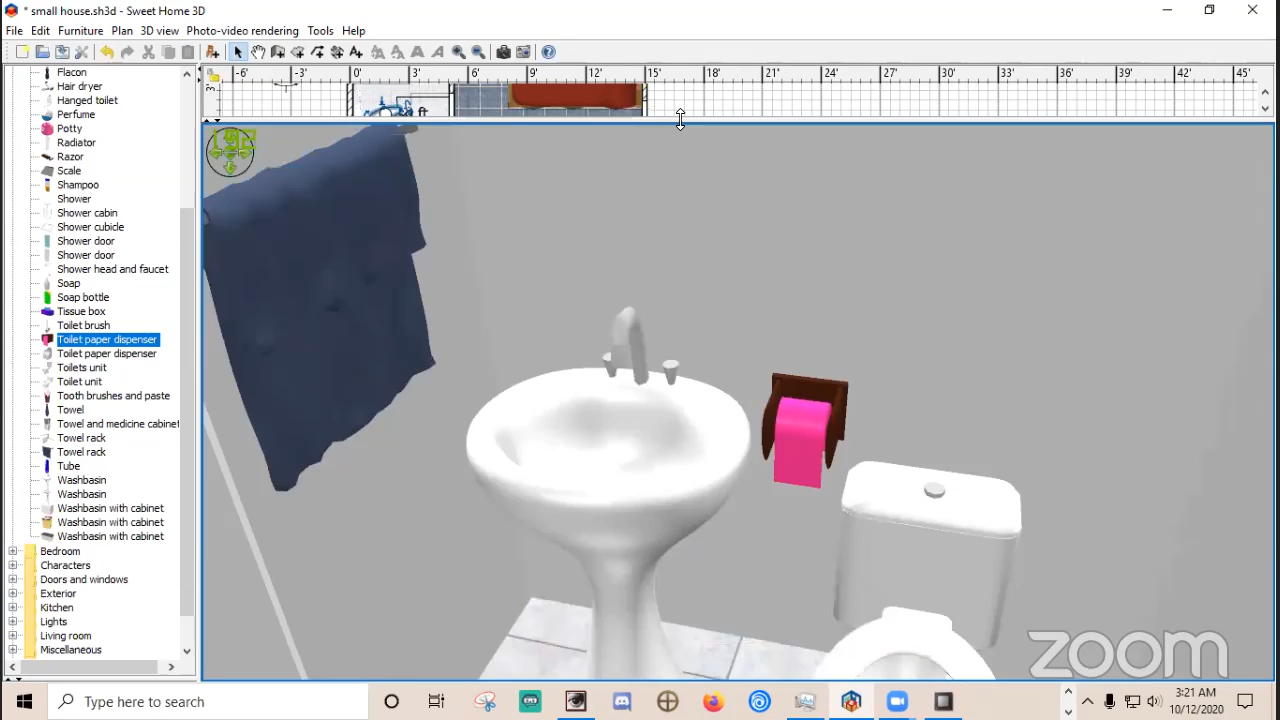 * small house.sh3d - Sweet Home 3D
File Edit Furniture Plan 3D view Photo-video rendering Tools Help
-6' -3' 0' 3' 6' 9' 12' 15' 18' 21' 24' 27' 30' 33' 36' 39' 42' 45'
ft
Flacon
Hair dryer
Hanged toilet
Perfume
Potty
Radiator
Razor
Scale
Shampoo
Shower
Shower cabin
Shower cubicle
Shower door
Shower door
Shower head and faucet
Soap
Soap bottle
Tissue box
Toilet brush
Toilet paper dispenser
Toilet paper dispenser
Toilets unit
Toilet unit
Tooth brushes and paste
Towel
Towel and medicine cabinet
Towel rack
Towel rack
Tube
Washbasin
Washbasin
Washbasin with cabinet
Washbasin with cabinet
Washbasin with cabinet
Bedroom
Characters
Doors and windows
Exterior
Kitchen
Lights
Living room
Miscellaneous
zoom
Type here to search
3:21 AM
10/12/2020